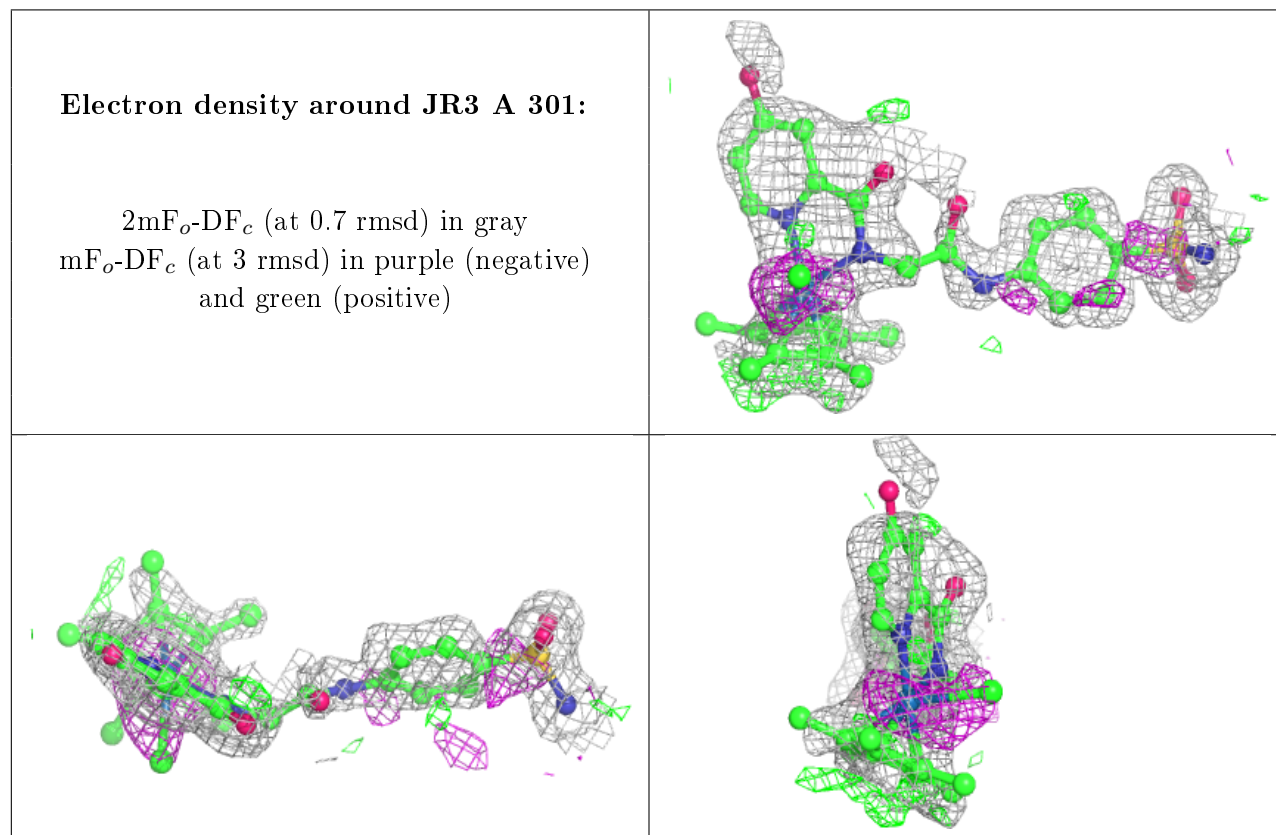 Electron density around JR3 A 301:
2mFo-DFc (at 0.7 rmsd) in gray
mFo-DFc (at 3 rmsd) in purple (negative)
and green (positive)